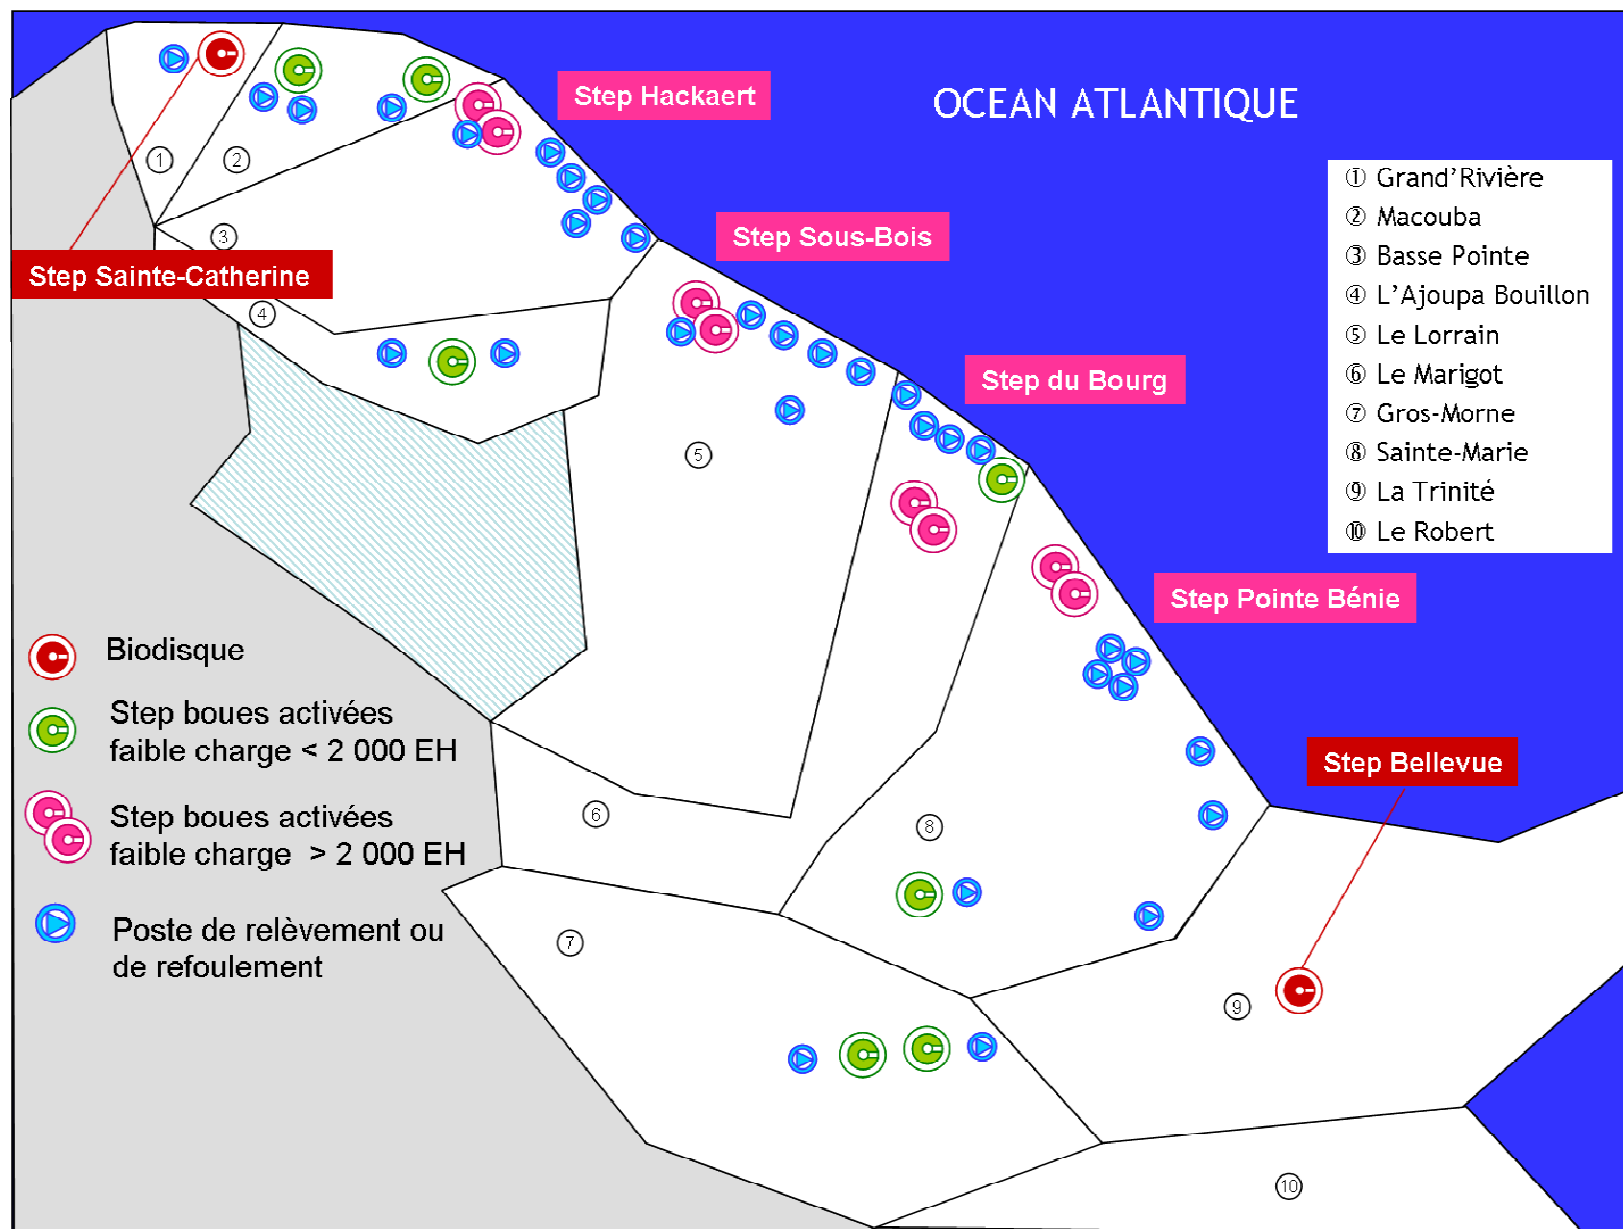 Step Hackaert
OCEAN ATLANTIQUE
① Grand'Rivière
② Macouba
③ Basse Pointe
④ L'Ajoupa Bouillon
⑤ Le Lorrain
⑥ Le Marigot
⑦ Gros-Morne
⑧ Sainte-Marie
⑨ La Trinité
⑩ Le Robert
①
②
③
Step Sous-Bois
Step Sainte-Catherine
④
Step du Bourg
⑤
Step Pointe Bénie
Biodisque
Step boues activées
faible charge < 2 000 EH
Step boues activées
faible charge > 2 000 EH
Poste de relèvement ou
de refoulement
Step Bellevue
⑥
⑧
⑦
⑨
⑩